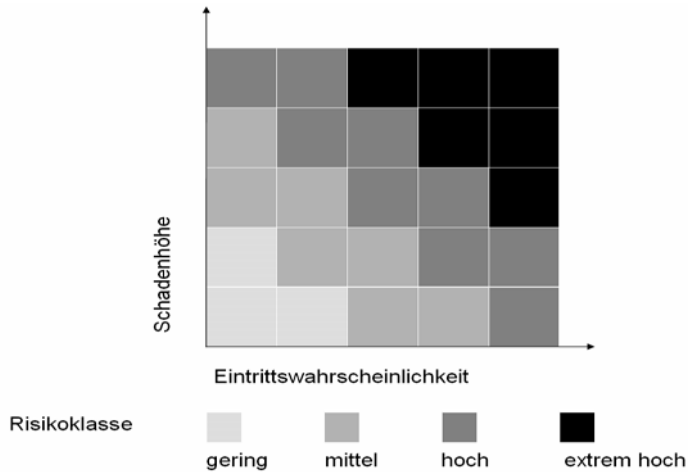 Schadenhöhe
Eintrittswahrscheinlichkeit
Risikoklasse
gering mittel hoch extrem hoch